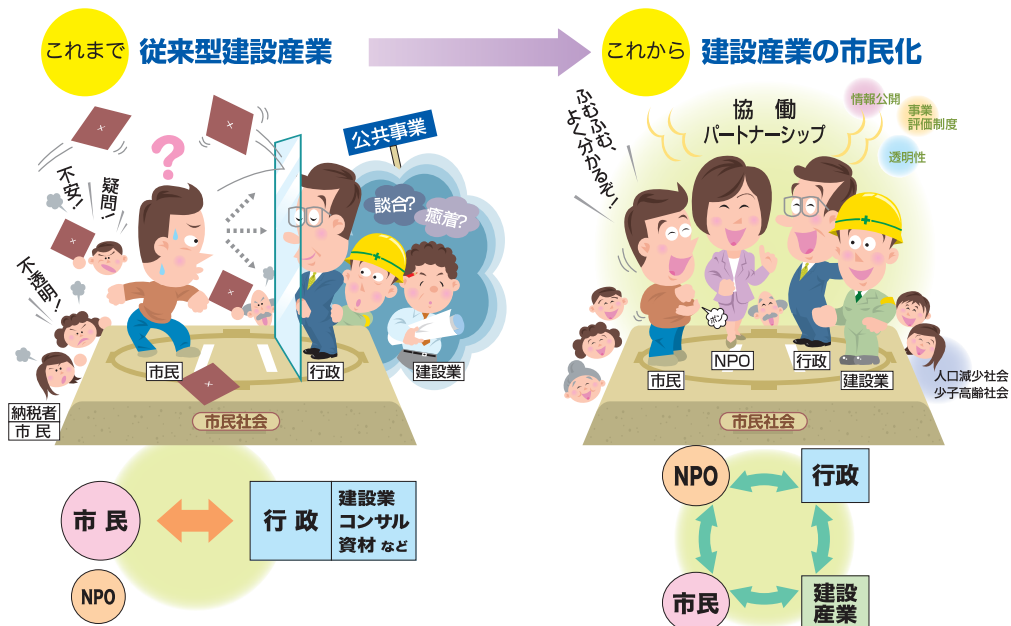 これまで
従来型建設産業
これから
建設産業の市民化
公共事業
談合?
癒着?
?
不安!
疑問!
不透明!
市民
行政
建設業
納税者
市民
市民社会
市民
行政
建設業
コンサル
資材 など
NPO
ふむふむ、
よく分かるぞ!
協働
パートナーシップ
情報公開
事業
評価制度
透明性
ポン
市民
NPO
行政
建設業
人口減少社会
少子高齢社会
市民社会
NPO
行政
市民
建設
産業